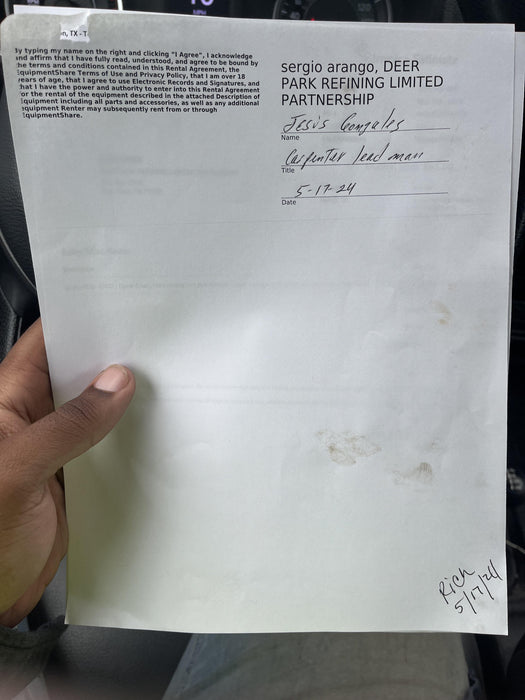 n, TX - T
By typing my name on the right and clicking "I Agree", I acknowledge
and affirm that I have fully read, understood, and agree to be bound by
the terms and conditions contained in this Rental Agreement, the
EquipmentShare Terms of Use and Privacy Policy, that I am over 18
years of age, that I agree to use Electronic Records and Signatures, and
that I have the power and authority to enter into this Rental Agreement
for the rental of the equipment described in the attached Description of
Equipment including all parts and accessories, as well as any additional
equipment Renter may subsequently rent from or through
EquipmentShare.
sergio arango, DEER
PARK REFINING LIMITED
PARTNERSHIP
Jesús Gonzales
Name
Carpintar lead man
Title
5-17-24
Date
Rich
5/17/24